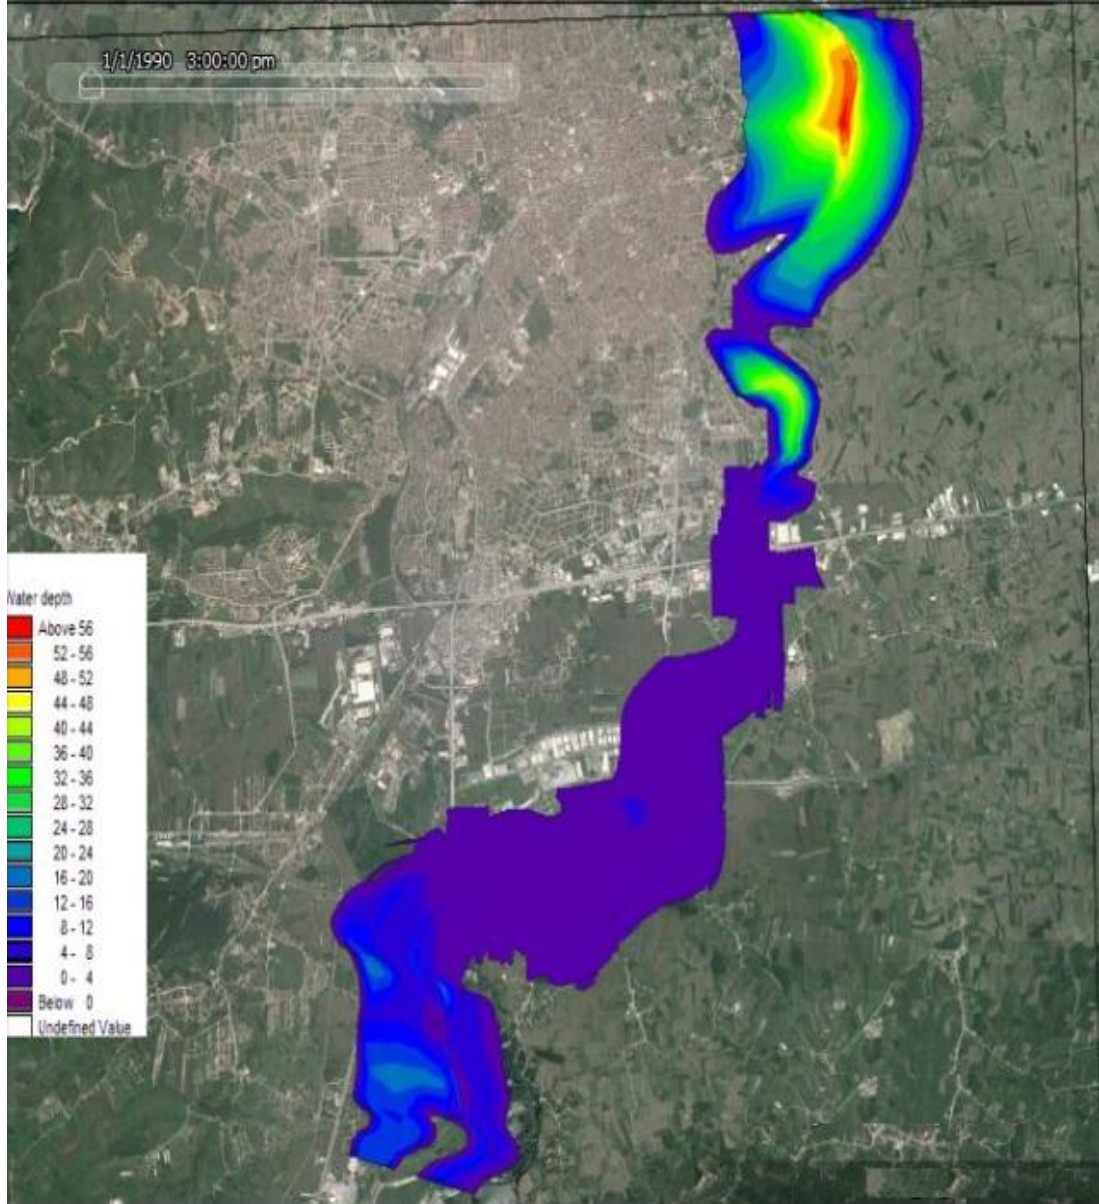 1/1/1990 3:00:00 pm
Water depth
Above 56
52 - 56
48 - 52
44 - 48
40 - 44
36 - 40
32 - 36
28 - 32
24 - 28
20 - 24
16 - 20
12 - 16
8 - 12
4 - 8
0 - 4
Below 0
Undefined Value